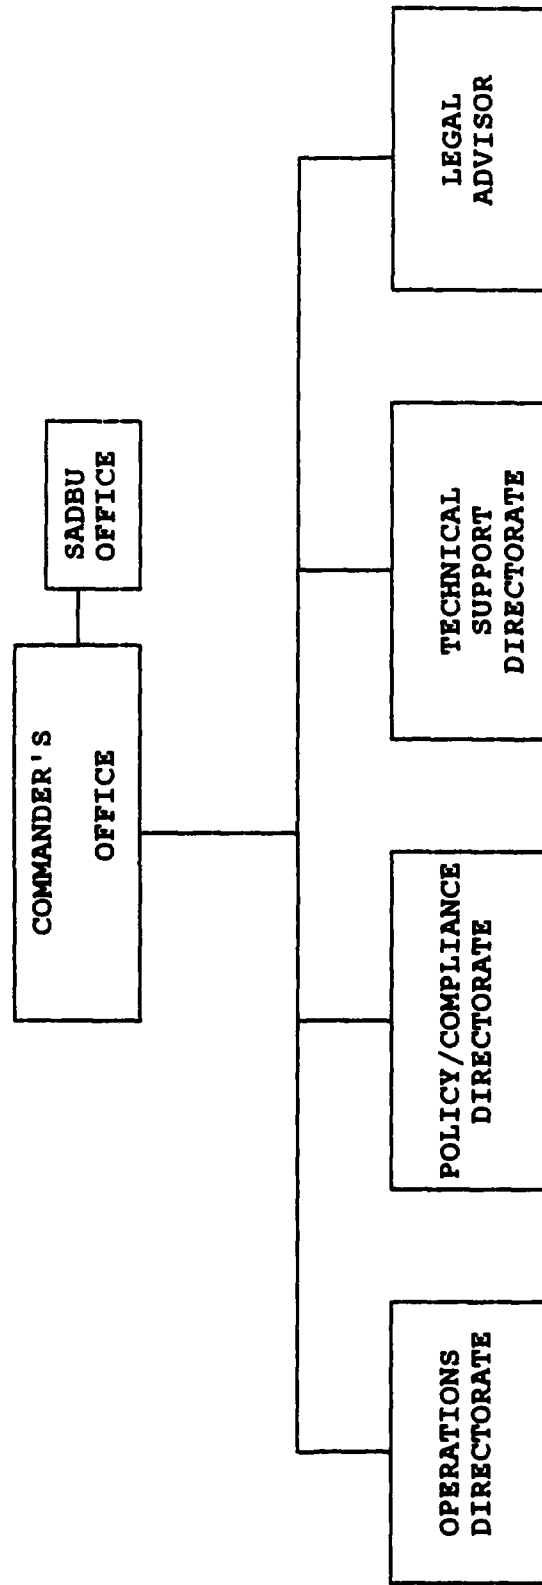 COMMANDER'S
OFFICE
SADBU
OFFICE
OPERATIONS
DIRECTORATE
POLICY/COMPLIANCE
DIRECTORATE
TECHNICAL
SUPPORT
DIRECTORATE
LEGAL
ADVISOR